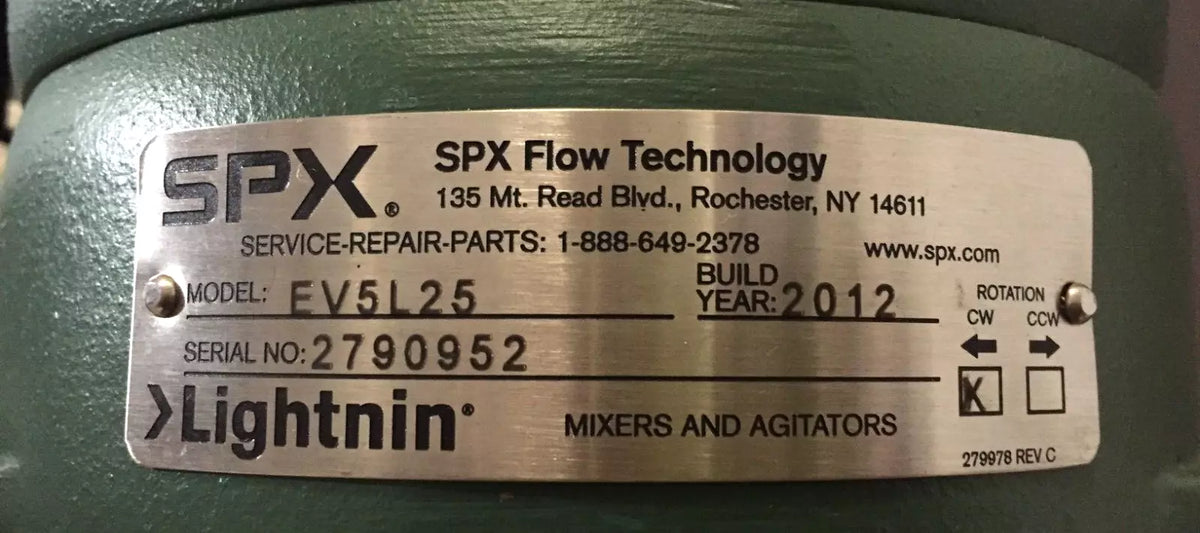 SPX®
SPX Flow Technology
135 Mt. Read Blvd., Rochester, NY 14611
SERVICE-REPAIR-PARTS: 1-888-649-2378 www.spx.com
MODEL: EV5L25
BUILD
YEAR: 2012
ROTATION
CW CCW
SERIAL NO: 2790952
X
Lightnin®
MIXERS AND AGITATORS
279978 REV C